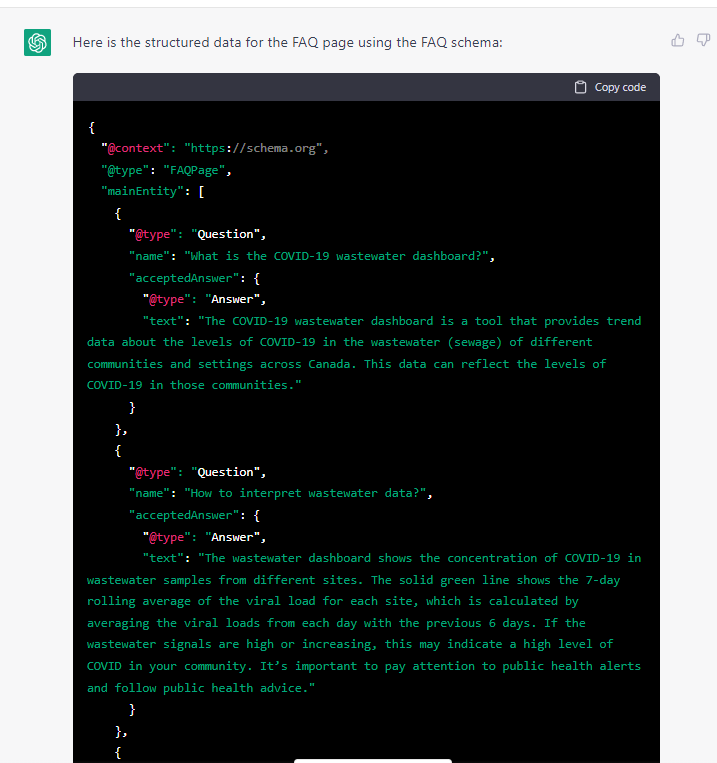 Here is the structured data for the FAQ page using the FAQ schema:
Copy code
{
"@context": "https://schema.org",
"@type": "FAQPage",
"mainEntity": [
{
"@type": "Question",
"name": "What is the COVID-19 wastewater dashboard?",
"acceptedAnswer": {
"@type": "Answer",
"text": "The COVID-19 wastewater dashboard is a tool that provides trend
data about the levels of COVID-19 in the wastewater (sewage) of different
communities and settings across Canada. This data can reflect the levels of
COVID-19 in those communities."
}
},
{
"@type": "Question",
"name": "How to interpret wastewater data?",
"acceptedAnswer": {
"@type": "Answer",
"text": "The wastewater dashboard shows the concentration of COVID-19 in
wastewater samples from different sites. The solid green line shows the 7-day
rolling average of the viral load for each site, which is calculated by
averaging the viral loads from each day with the previous 6 days. If the
wastewater signals are high or increasing, this may indicate a high level of
COVID in your community. It’s important to pay attention to public health alerts
and follow public health advice."
}
},
{